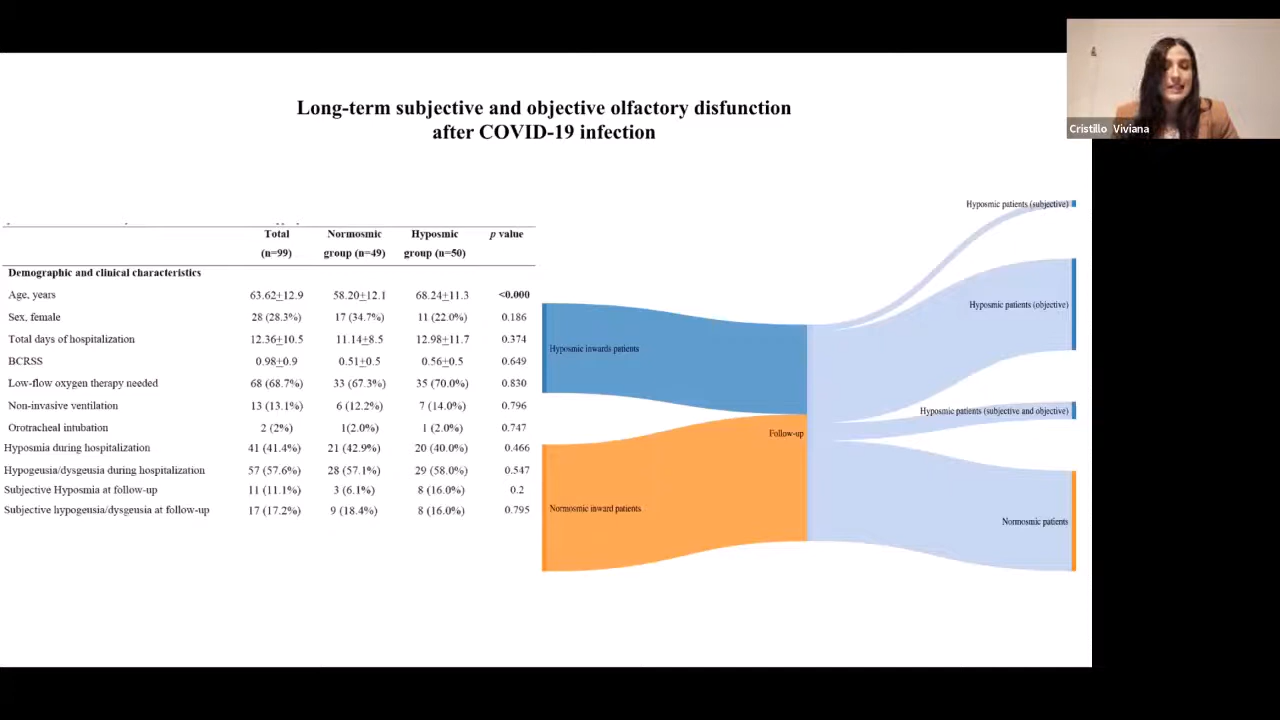 Long-term subjective and objective olfactory disfunction
after COVID-19 infection
Cristillo Viviana
Total Normosmic Hyposmic p value
(n=99) group (n=49) group (n=50)
Demographic and clinical characteristics
Age, years 63.62±12.9 58.20±12.1 68.24±11.3 <0.000
Sex, female 28 (28.3%) 17 (34.7%) 11 (22.0%) 0.186
Total days of hospitalization 12.36±10.5 11.14±8.5 12.98±11.7 0.374
BCRSS 0.98±0.9 0.51±0.5 0.56±0.5 0.649
Low-flow oxygen therapy needed 68 (68.7%) 33 (67.3%) 35 (70.0%) 0.830
Non-invasive ventilation 13 (13.1%) 6 (12.2%) 7 (14.0%) 0.796
Orotracheal intubation 2 (2%) 1(2.0%) 1 (2.0%) 0.747
Hyposmia during hospitalization 41 (41.4%) 21 (42.9%) 20 (40.0%) 0.466
Hypogeusia/dysgeusia during hospitalization 57 (57.6%) 28 (57.1%) 29 (58.0%) 0.547
Subjective Hyposmia at follow-up 11 (11.1%) 3 (6.1%) 8 (16.0%) 0.2
Subjective hypogeusia/dysgeusia at follow-up 17 (17.2%) 9 (18.4%) 8 (16.0%) 0.795
Hyposmic inwards patients
Normosmic inward patients
Follow-up
Hyposmic patients (subjective)
Hyposmic patients (objective)
Hyposmic patients (subjective and objective)
Normosmic patients